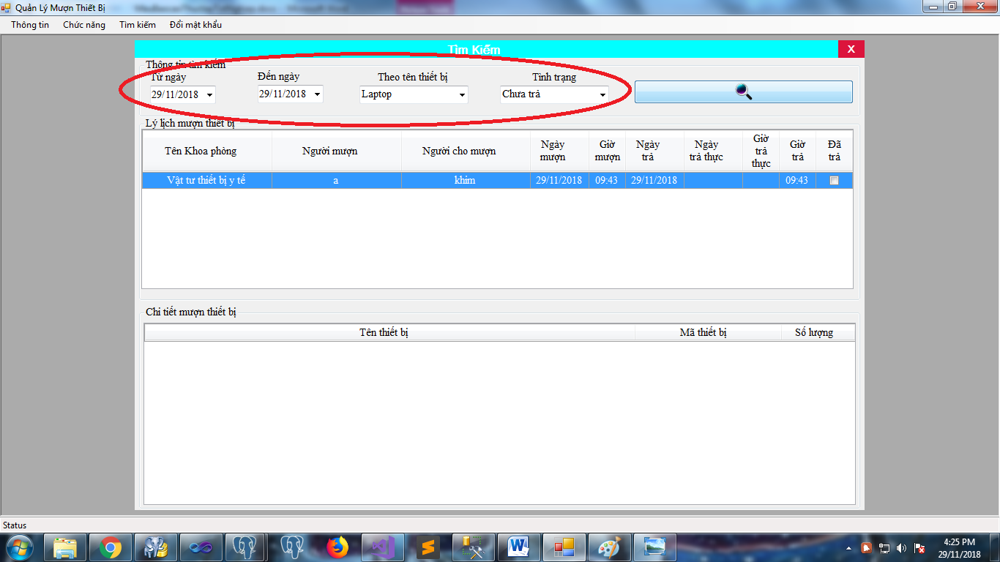 Quản Lý Mượn Thiết Bị
Thông tin Chức năng Tìm kiếm Đổi mật khẩu
Tìm Kiếm X
Thông tin tìm kiếm
Từ ngày Đến ngày Theo tên thiết bị Tình trạng
29/11/2018 29/11/2018 Laptop Chưa trả
Lý lịch mượn thiết bị
Tên Khoa phòng Người mượn Người cho mượn Ngày mượn Giờ mượn Ngày trả Ngày trả thực Giờ trả thực Giờ trả Đã trả
Vật tư thiết bị y tế a khim 29/11/2018 09:43 29/11/2018 09:43
Chi tiết mượn thiết bị
Tên thiết bị Mã thiết bị Số lượng
Status
4:25 PM
29/11/2018